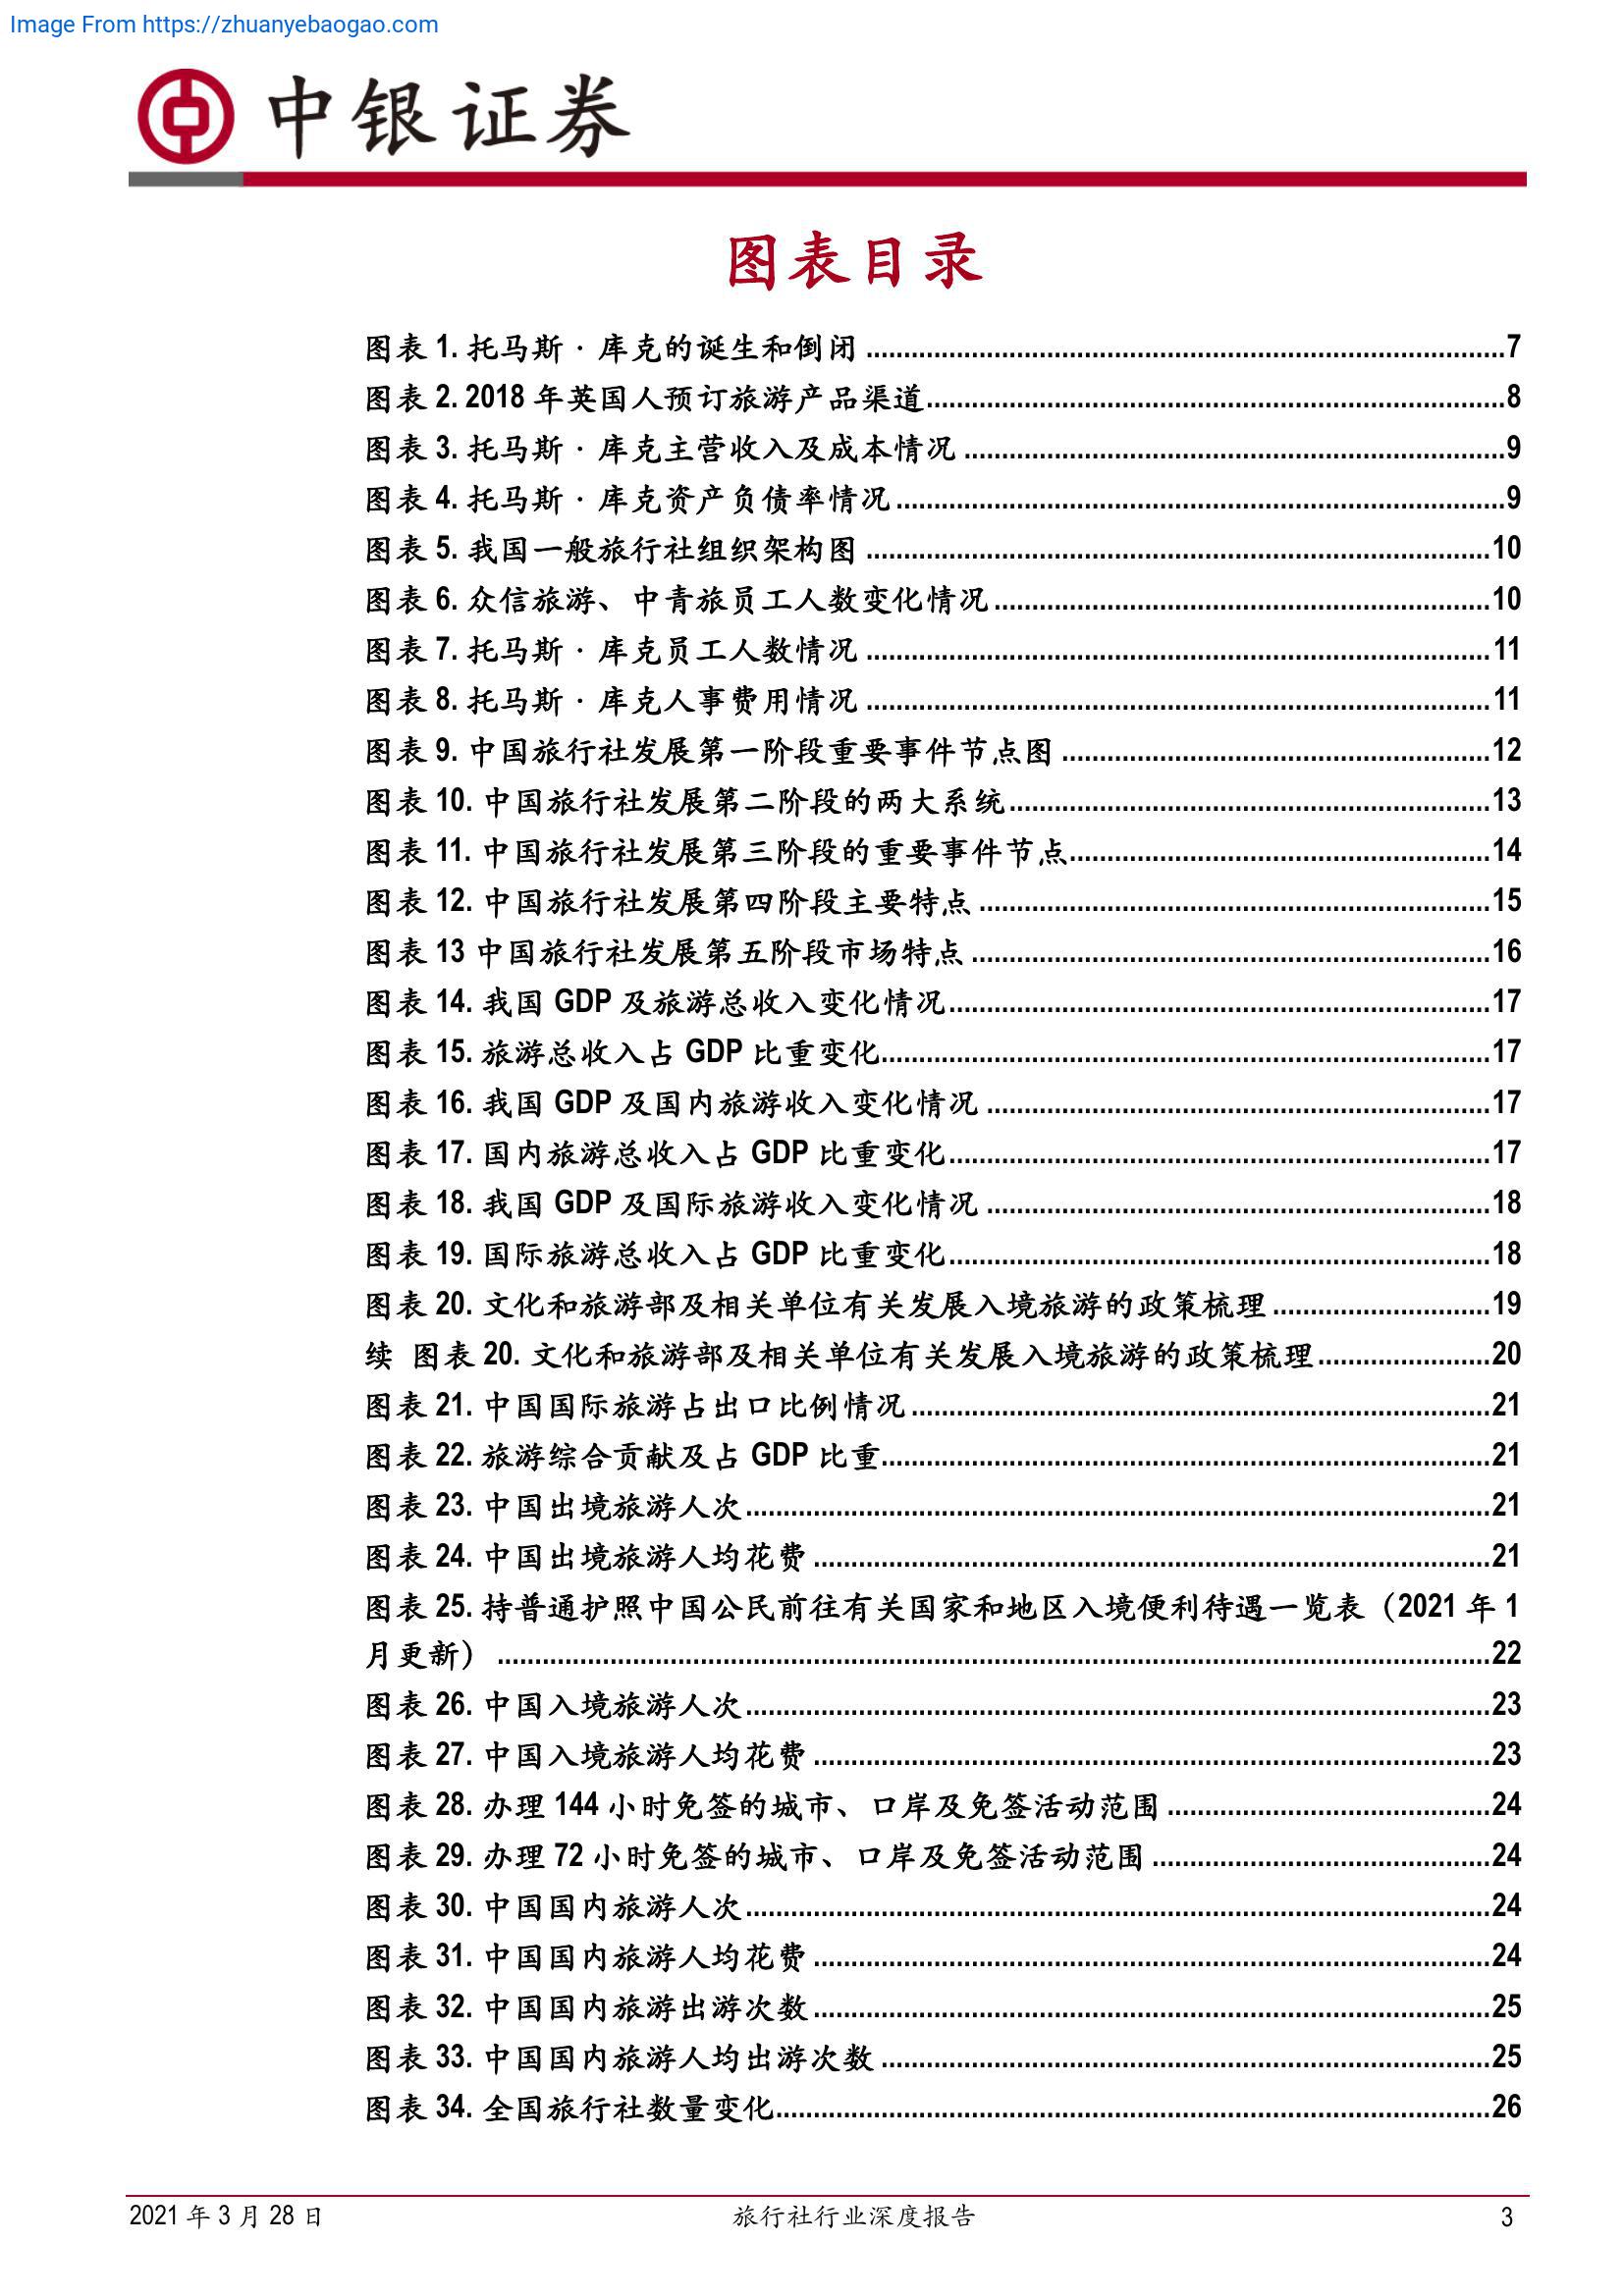 Image From https://zhuanyebaogao.com
中银证券
图表目录
图表 1. 托马斯·库克的诞生和倒闭 ........ 7
图表 2. 2018 年英国人预订旅游产品渠道 ........ 8
图表 3. 托马斯·库克主营收入及成本情况 ........ 9
图表 4. 托马斯·库克资产负债率情况 ........ 9
图表 5. 我国一般旅行社组织架构图 ........ 10
图表 6. 众信旅游、中青旅员工人数变化情况 ........ 10
图表 7. 托马斯·库克员工人数情况 ........ 11
图表 8. 托马斯·库克人事费用情况 ........ 11
图表 9. 中国旅行社发展第一阶段重要事件节点图 ........ 12
图表 10. 中国旅行社发展第二阶段的两大系统 ........ 13
图表 11. 中国旅行社发展第三阶段的重要事件节点 ........ 14
图表 12. 中国旅行社发展第四阶段主要特点 ........ 15
图表 13 中国旅行社发展第五阶段市场特点 ........ 16
图表 14. 我国 GDP 及旅游总收入变化情况 ........ 17
图表 15. 旅游总收入占 GDP 比重变化 ........ 17
图表 16. 我国 GDP 及国内旅游收入变化情况 ........ 17
图表 17. 国内旅游总收入占 GDP 比重变化 ........ 17
图表 18. 我国 GDP 及国际旅游收入变化情况 ........ 18
图表 19. 国际旅游总收入占 GDP 比重变化 ........ 18
图表 20. 文化和旅游部及相关单位有关发展入境旅游的政策梳理 ........ 19
续 图表 20. 文化和旅游部及相关单位有关发展入境旅游的政策梳理 ........ 20
图表 21. 中国国际旅游占出口比例情况 ........ 21
图表 22. 旅游综合贡献及占 GDP 比重 ........ 21
图表 23. 中国出境旅游人次 ........ 21
图表 24. 中国出境旅游人均花费 ........ 21
图表 25. 持普通护照中国公民前往有关国家和地区入境便利待遇一览表（2021 年 1
月更新） ........ 22
图表 26. 中国入境旅游人次 ........ 23
图表 27. 中国入境旅游人均花费 ........ 23
图表 28. 办理 144 小时免签的城市、口岸及免签活动范围 ........ 24
图表 29. 办理 72 小时免签的城市、口岸及免签活动范围 ........ 24
图表 30. 中国国内旅游人次 ........ 24
图表 31. 中国国内旅游人均花费 ........ 24
图表 32. 中国国内旅游出游次数 ........ 25
图表 33. 中国国内旅游人均出游次数 ........ 25
图表 34. 全国旅行社数量变化 ........ 26
2021 年 3 月 28 日
旅行社行业深度报告
3